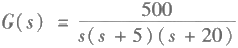 G(s) = 500 / s(s + 5)(s + 20)